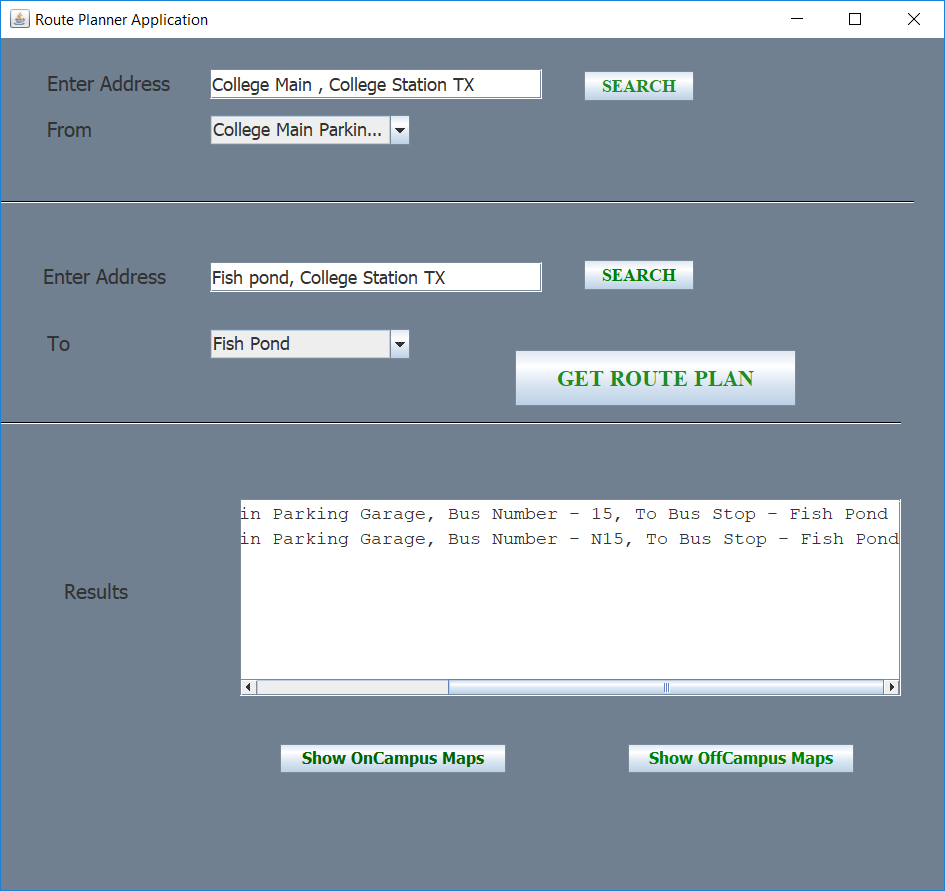 Route Planner Application
Enter Address College Main , College Station TX SEARCH
From College Main Parkin...
Enter Address Fish pond, College Station TX SEARCH
To Fish Pond
GET ROUTE PLAN
in Parking Garage, Bus Number - 15, To Bus Stop - Fish Pond
in Parking Garage, Bus Number - N15, To Bus Stop - Fish Pond
Results
Show OnCampus Maps Show OffCampus Maps